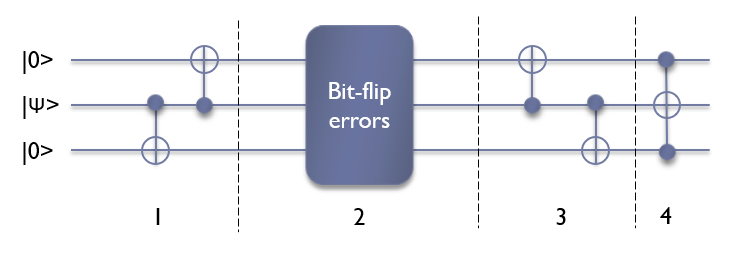 |0>
|Ψ>
|0>
Bit-flip
errors
1
2
3
4